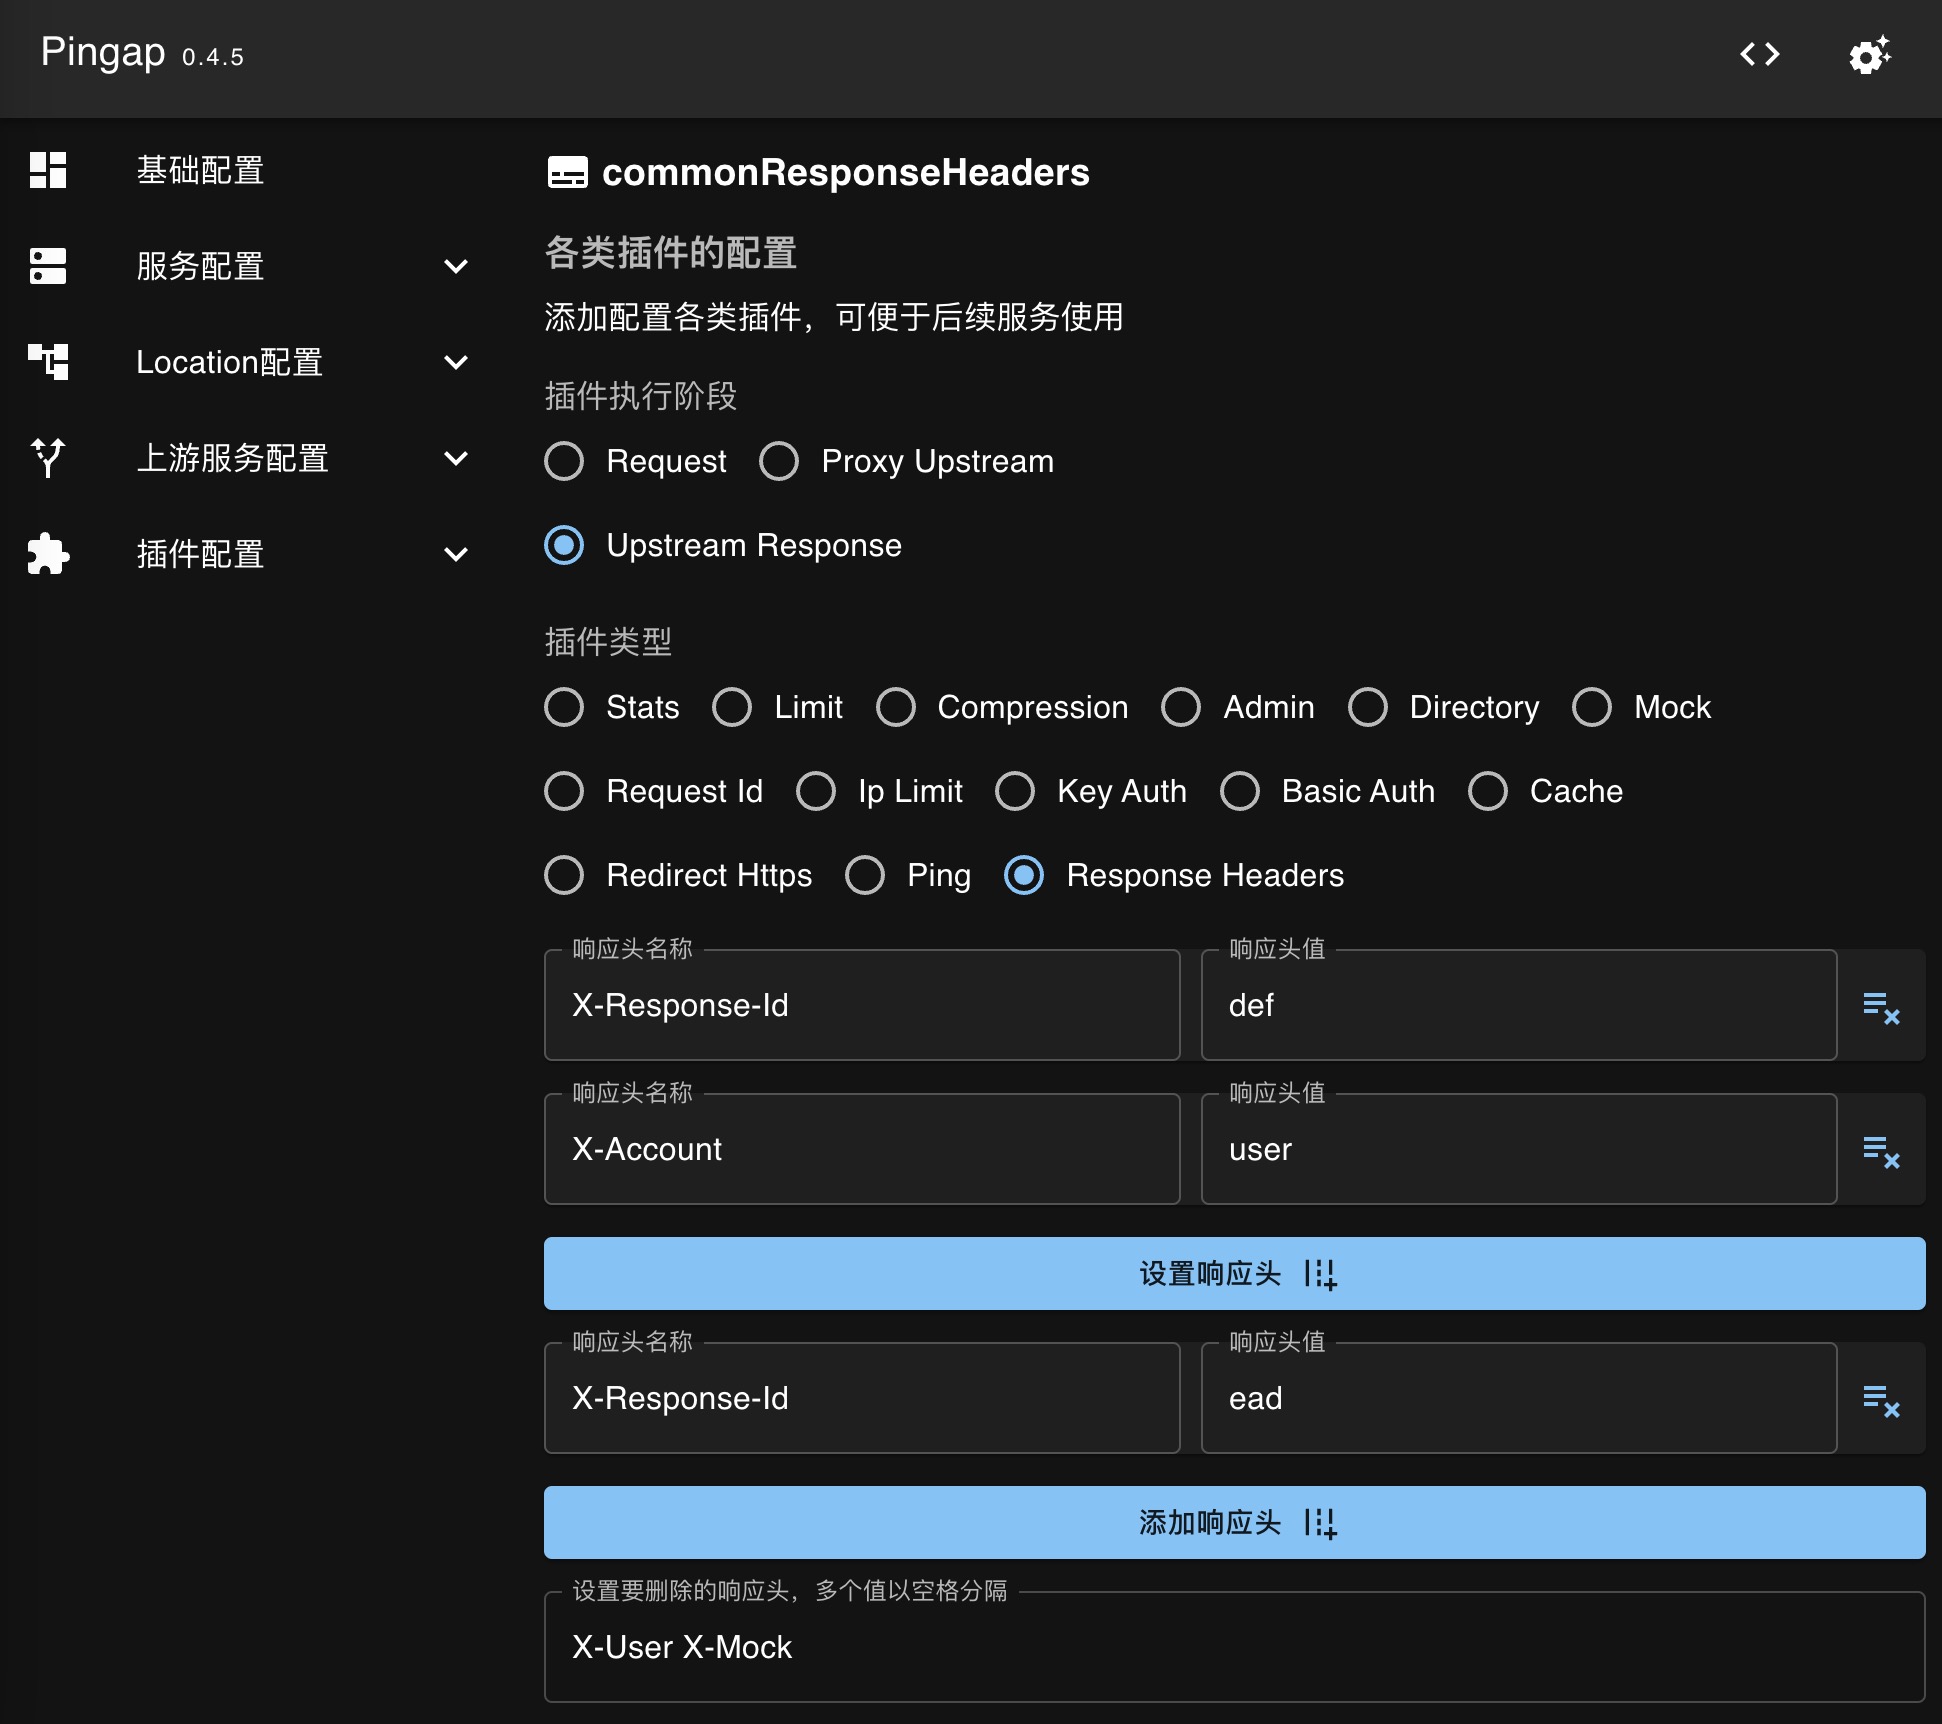 Pingap 0.4.5
基础配置
服务配置
Location配置
上游服务配置
插件配置
commonResponseHeaders
各类插件的配置
添加配置各类插件，可便于后续服务使用
插件执行阶段
Request Proxy Upstream
Upstream Response
插件类型
Stats Limit Compression Admin Directory Mock
Request Id Ip Limit Key Auth Basic Auth Cache
Redirect Https Ping Response Headers
响应头名称 响应头值
X-Response-Id def
响应头名称 响应头值
X-Account user
设置响应头
响应头名称 响应头值
X-Response-Id ead
添加响应头
设置要删除的响应头，多个值以空格分隔
X-User X-Mock